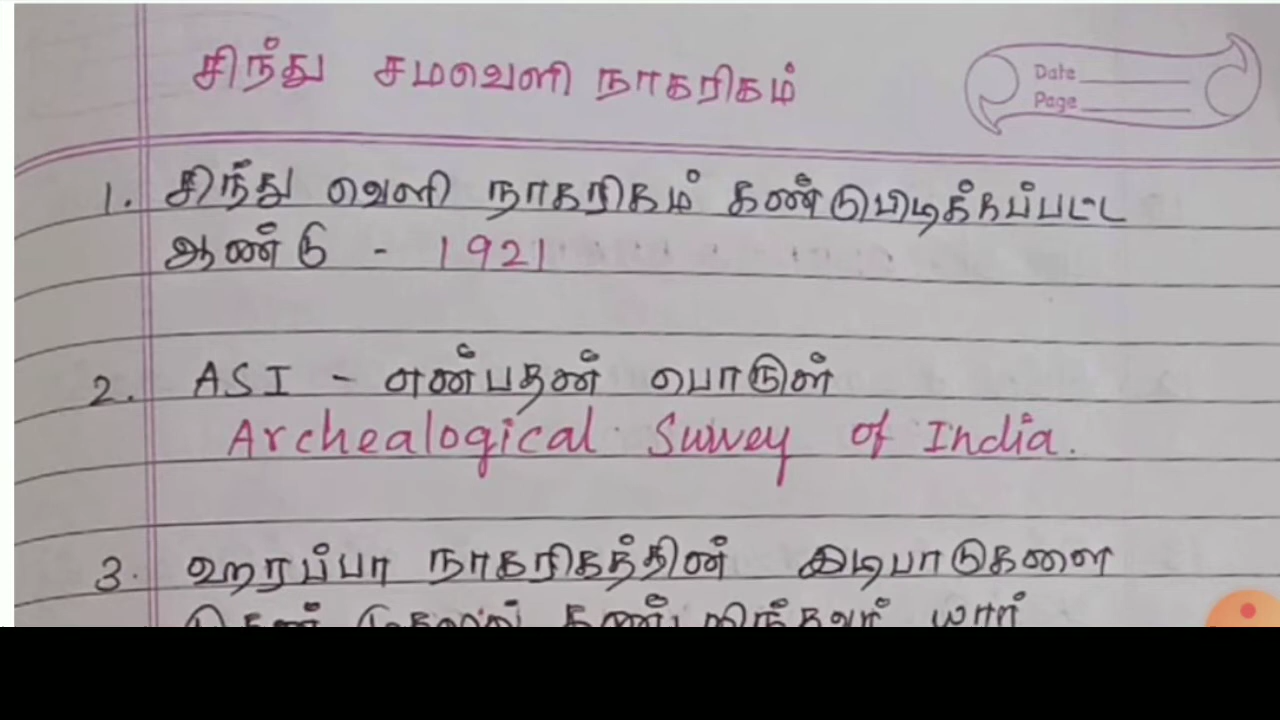 சிந்து சமவெளி நாகரிகம்
Date
Page
1. சிந்து வெளி நாகரிகம் கண்டுபிடிக்கப்பட்ட
ஆண்டு - 1921
2. ASI - என்பதன் பொருள்
Archealogical Survey of India.
3. ஹரப்பா நாகரிகத்தின் இடிபாடுகளை
முதலில் யார்